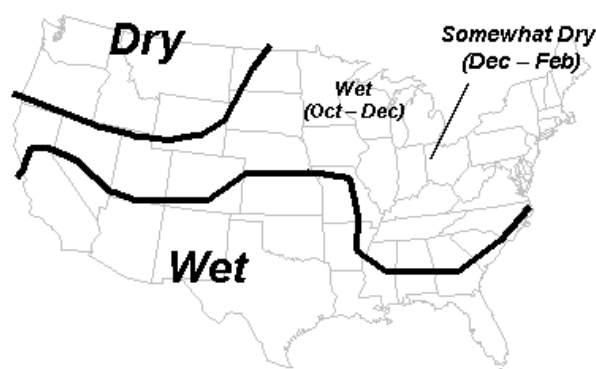 Dry
Somewhat Dry
(Dec – Feb)
Wet
(Oct – Dec)
Wet